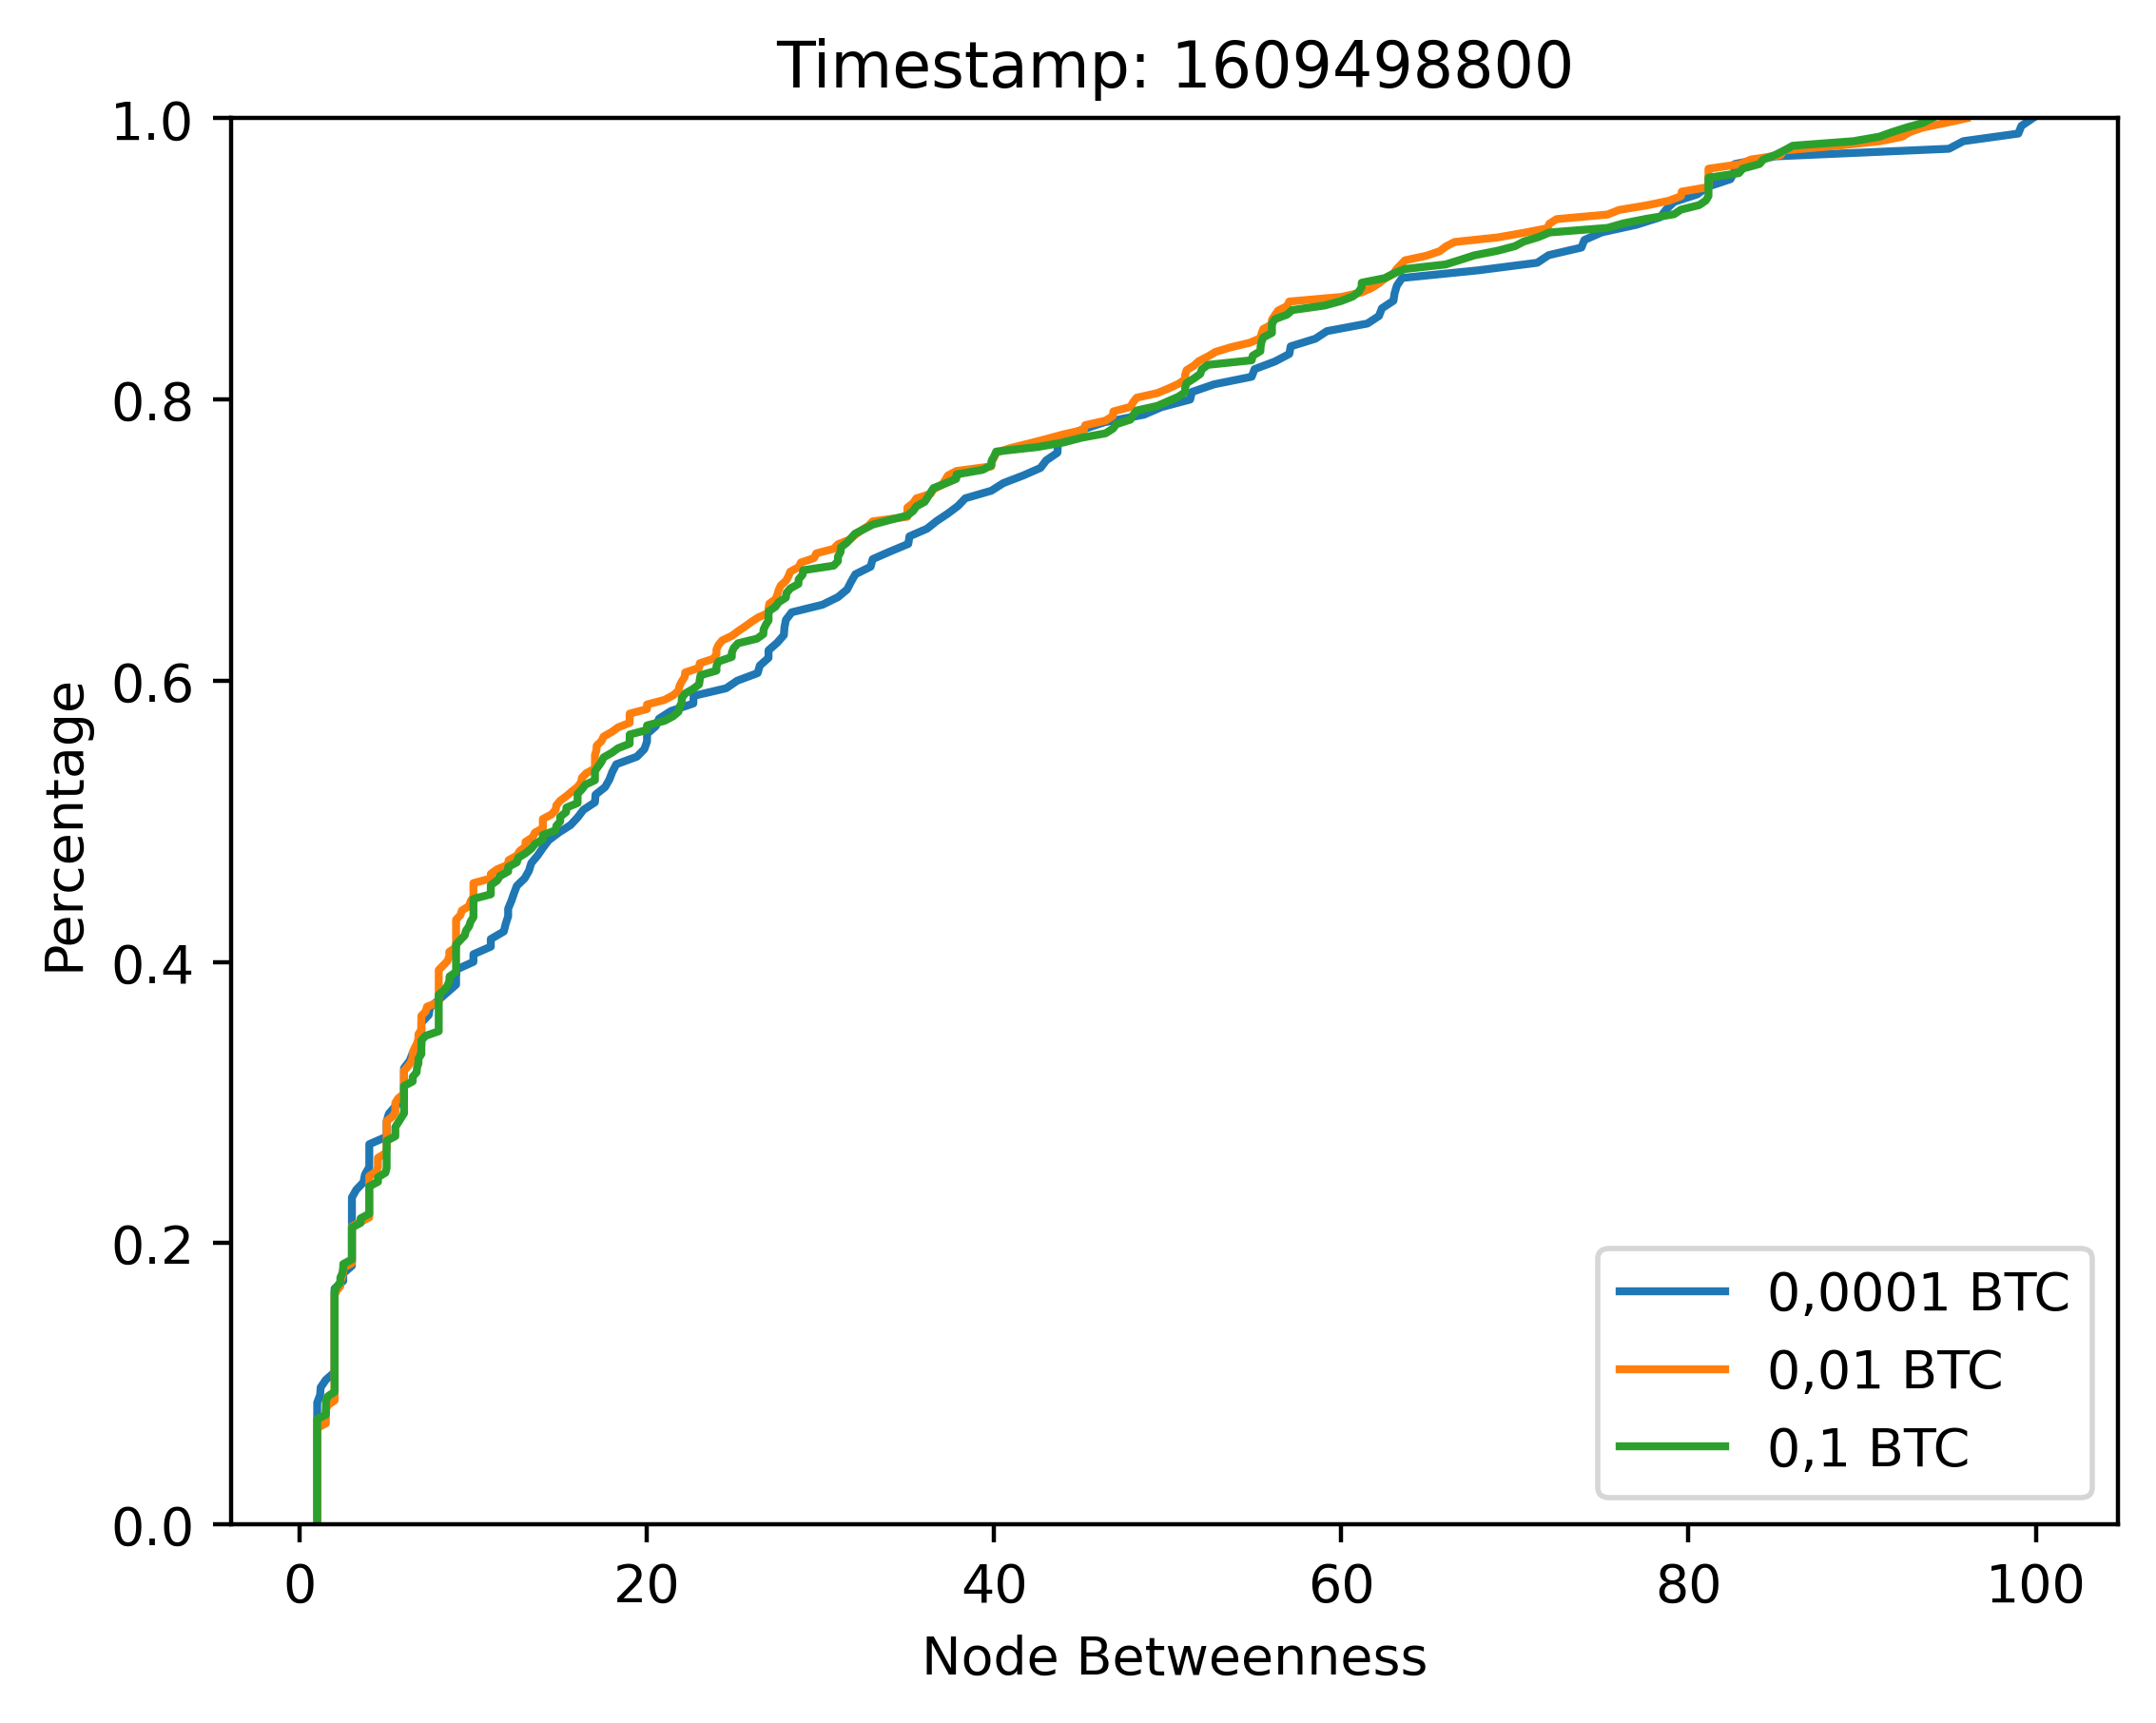 Timestamp: 1609498800
1.0
0.8
0.6
0.4
0.2
0.0
Percentage
0,0001 BTC
0,01 BTC
0,1 BTC
0 20 40 60 80 100
Node Betweenness